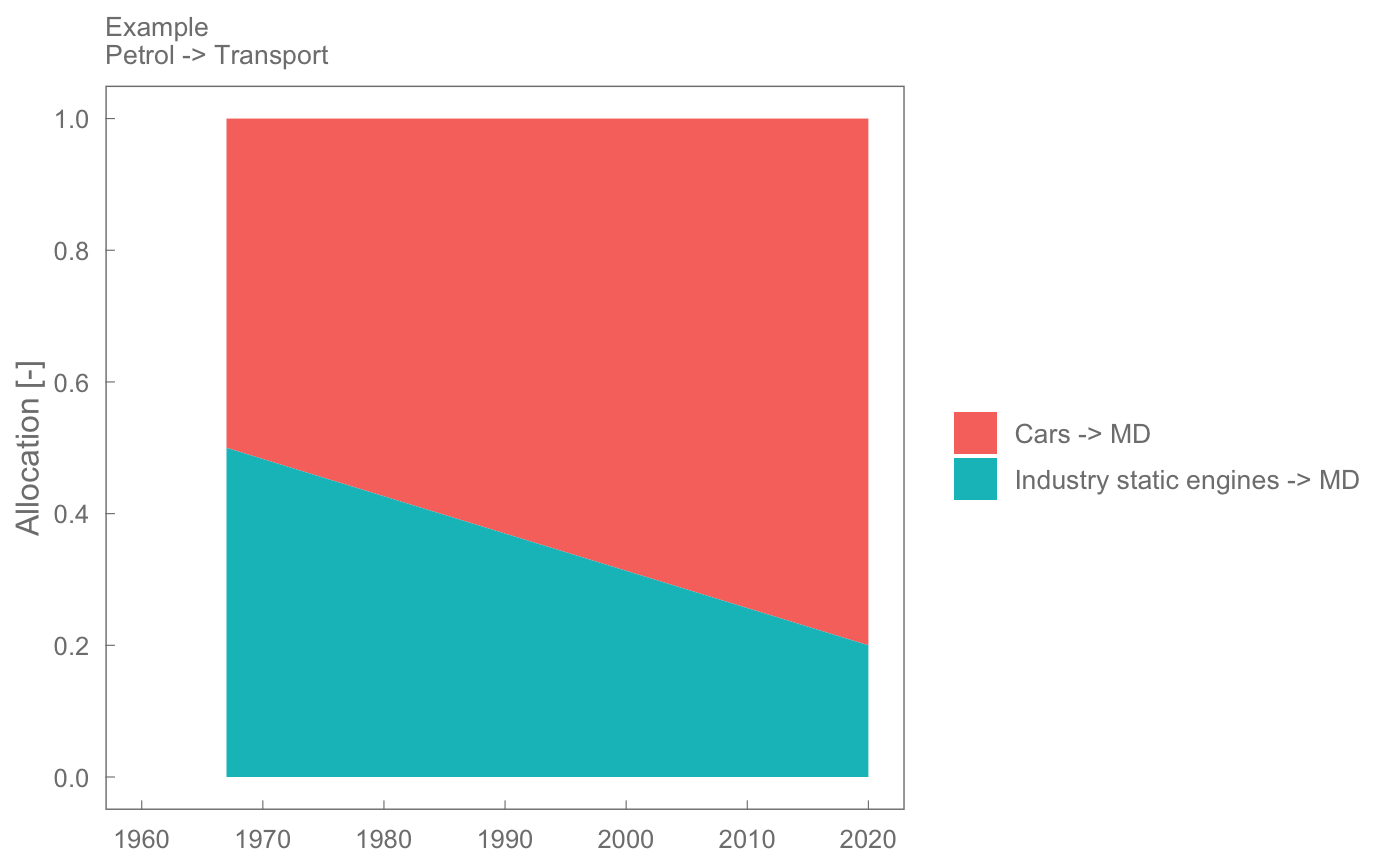 Example
Petrol -> Transport
Allocation [-]
1.0
0.8
0.6
0.4
0.2
0.0
1960 1970 1980 1990 2000 2010 2020
Cars -> MD
Industry static engines -> MD